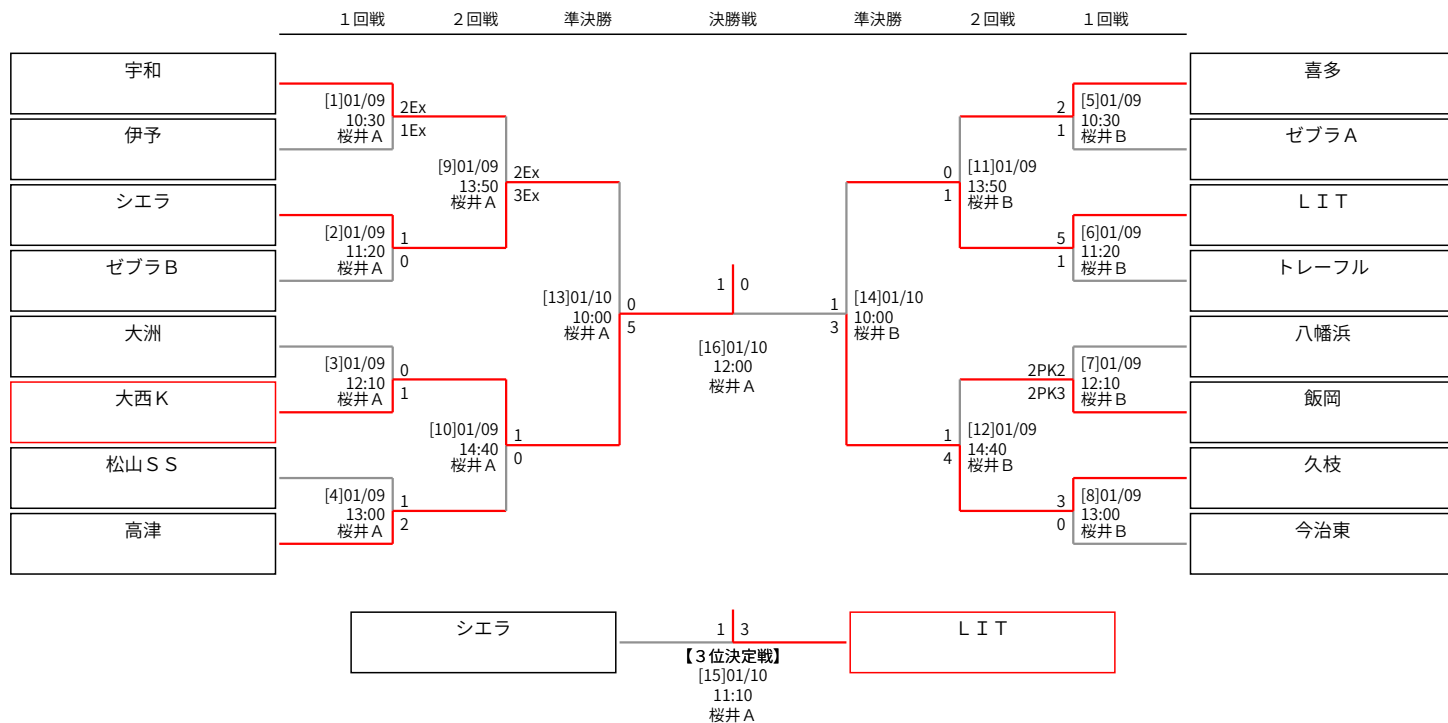 １回戦 ２回戦 準決勝 決勝戦 準決勝 ２回戦 １回戦
宇和
[1]01/09
10:30
桜井Ａ
2Ex
1Ex
伊予
[9]01/09
13:50
桜井Ａ
2Ex
3Ex
シエラ
[2]01/09
11:20
桜井Ａ
1
0
ゼブラＢ
[13]01/10
10:00
桜井Ａ
0
5
大洲
[3]01/09
12:10
桜井Ａ
0
1
大西Ｋ
[10]01/09
14:40
桜井Ａ
1
0
松山ＳＳ
[4]01/09
13:00
桜井Ａ
1
2
高津
1 0
[16]01/10
12:00
桜井Ａ
喜多
2
1
[5]01/09
10:30
桜井Ｂ
ゼブラＡ
0
1
[11]01/09
13:50
桜井Ｂ
ＬＩＴ
5
1
[6]01/09
11:20
桜井Ｂ
トレーフル
1
3
[14]01/10
10:00
桜井Ｂ
八幡浜
2PK2
2PK3
[7]01/09
12:10
桜井Ｂ
飯岡
1
4
[12]01/09
14:40
桜井Ｂ
久枝
3
0
[8]01/09
13:00
桜井Ｂ
今治東
シエラ 1 3 ＬＩＴ
【３位決定戦】
[15]01/10
11:10
桜井Ａ